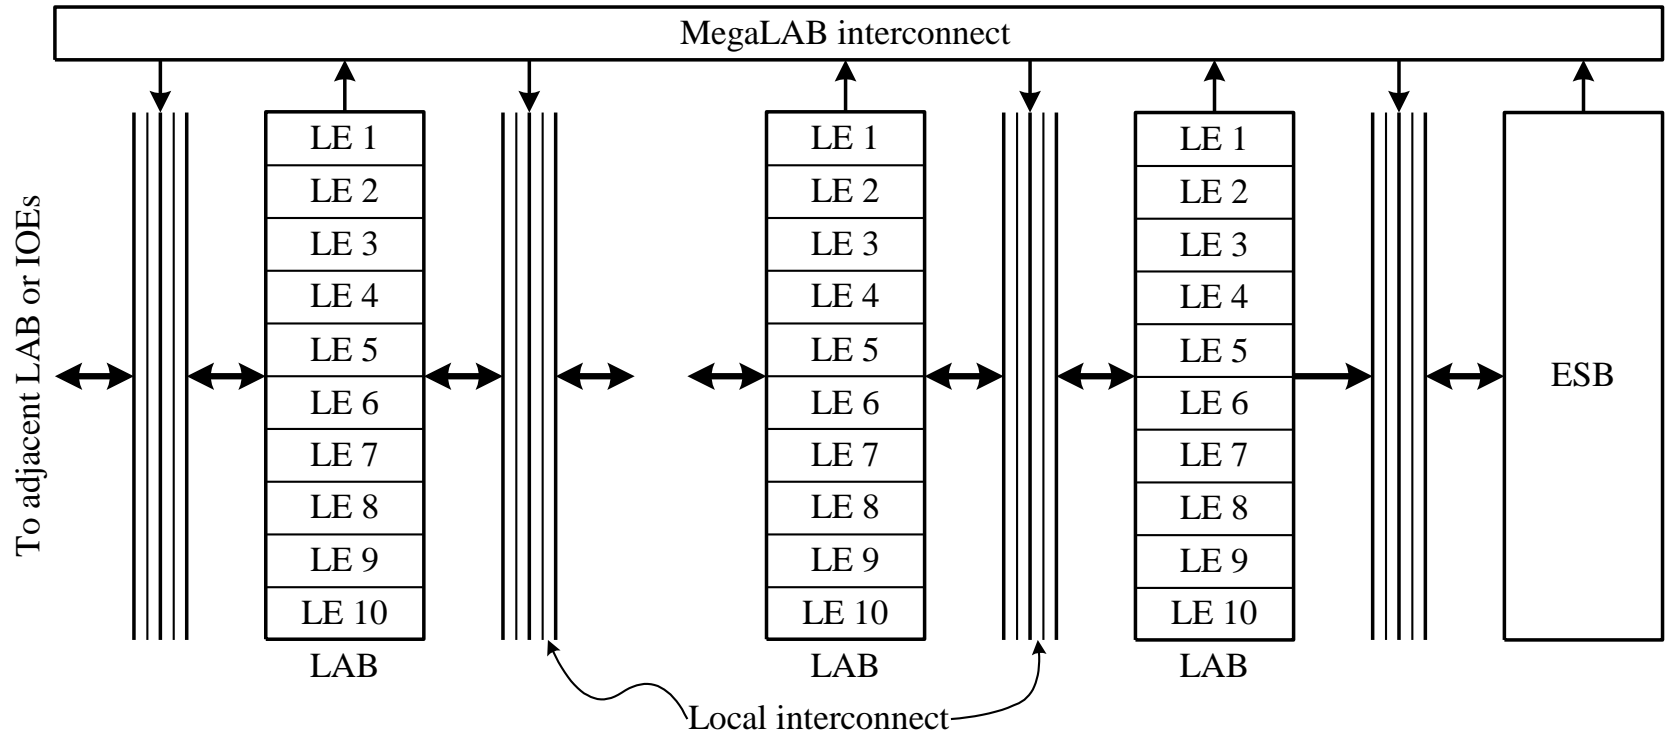 MegaLAB interconnect
To adjacent LAB or IOEs
LE 1
LE 2
LE 3
LE 4
LE 5
LE 6
LE 7
LE 8
LE 9
LE 10
LAB
LE 1
LE 2
LE 3
LE 4
LE 5
LE 6
LE 7
LE 8
LE 9
LE 10
LAB
LE 1
LE 2
LE 3
LE 4
LE 5
LE 6
LE 7
LE 8
LE 9
LE 10
LAB
ESB
Local interconnect